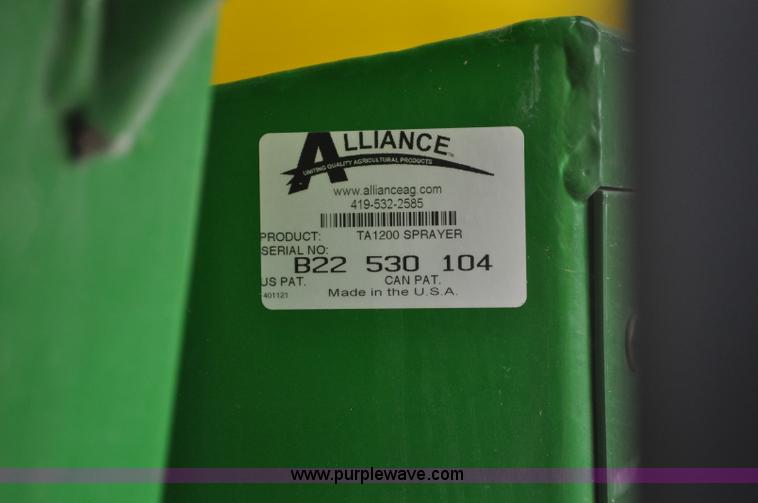 ALLIANCE™
UNITING QUALITY AGRICULTURAL PRODUCTS
www.allianceag.com
419-532-2585
PRODUCT: TA1200 SPRAYER
SERIAL NO:
B22 530 104
US PAT. CAN PAT.
401121 Made in the U.S.A.
www.purplewave.com